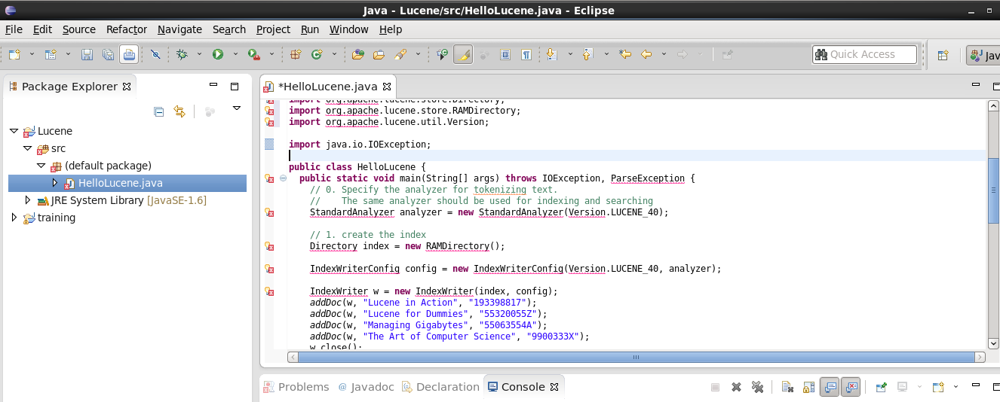 Java - Lucene/src/HelloLucene.java - Eclipse
File Edit Source Refactor Navigate Search Project Run Window Help
Quick Access
Jav
Package Explorer
Lucene
src
(default package)
HelloLucene.java
JRE System Library [JavaSE-1.6]
training
*HelloLucene.java
import org.apache.lucene.store.Directory;
import org.apache.lucene.store.RAMDirectory;
import org.apache.lucene.util.Version;
import java.io.IOException;
public class HelloLucene {
public static void main(String[] args) throws IOException, ParseException {
// 0. Specify the analyzer for tokenizing text.
//    The same analyzer should be used for indexing and searching
StandardAnalyzer analyzer = new StandardAnalyzer(Version.LUCENE_40);
// 1. create the index
Directory index = new RAMDirectory();
IndexWriterConfig config = new IndexWriterConfig(Version.LUCENE_40, analyzer);
IndexWriter w = new IndexWriter(index, config);
addDoc(w, "Lucene in Action", "193398817");
addDoc(w, "Lucene for Dummies", "55320055Z");
addDoc(w, "Managing Gigabytes", "55063554A");
addDoc(w, "The Art of Computer Science", "9900333X");
w.close();
Problems @ Javadoc Declaration Console